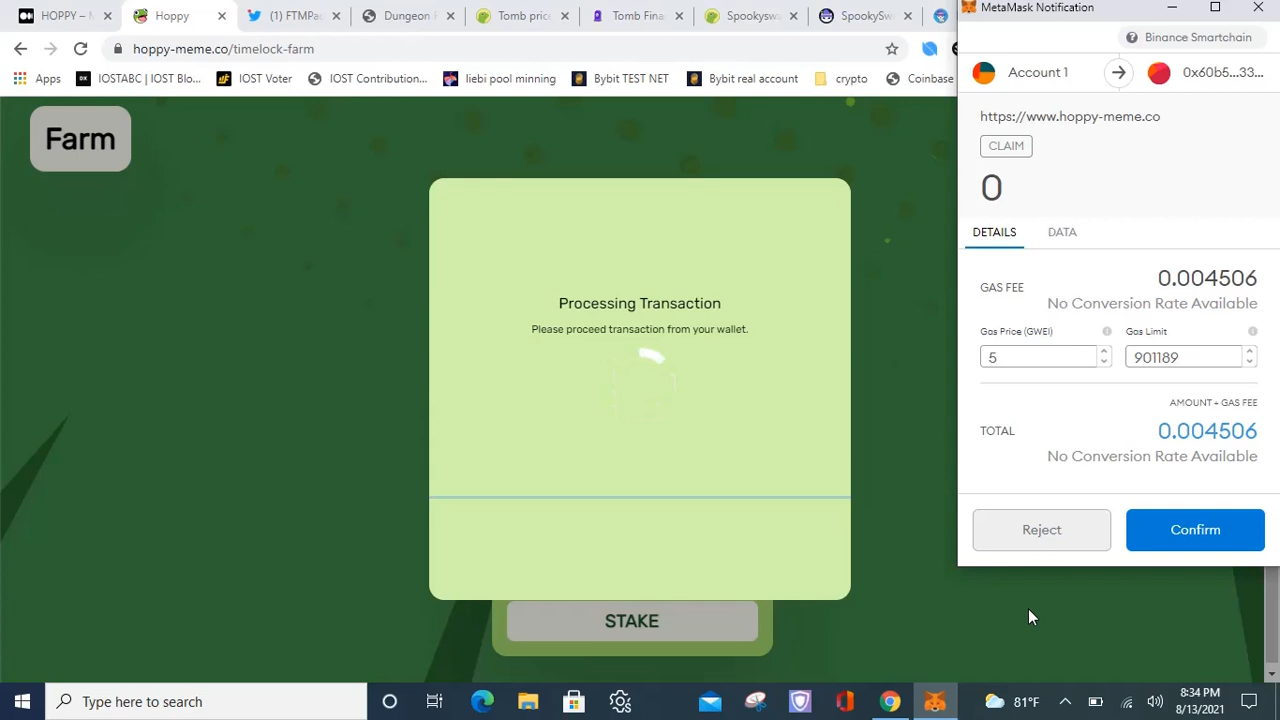 HOPPY – M
Hoppy
(1) FTMPa
Dungeon
Tomb price
Tomb Fina
Spookyswa
SpookySw
MetaMask Notification
hoppy-meme.co/timelock-farm
Binance Smartchain
Apps
IOSTABC | IOST Blo...
IOST Voter
IOST Contribution...
liebi pool minning
Bybit TEST NET
Bybit real account
crypto
Coinbase
Account 1
0x60b5...33...
Farm
https://www.hoppy-meme.co
CLAIM
0
DETAILS
DATA
GAS FEE
0.004506
No Conversion Rate Available
Gas Price (GWEI)
Gas Limit
5
901189
AMOUNT + GAS FEE
TOTAL
0.004506
No Conversion Rate Available
Reject
Confirm
Processing Transaction
Please proceed transaction from your wallet.
STAKE
Type here to search
81°F
8:34 PM
8/13/2021